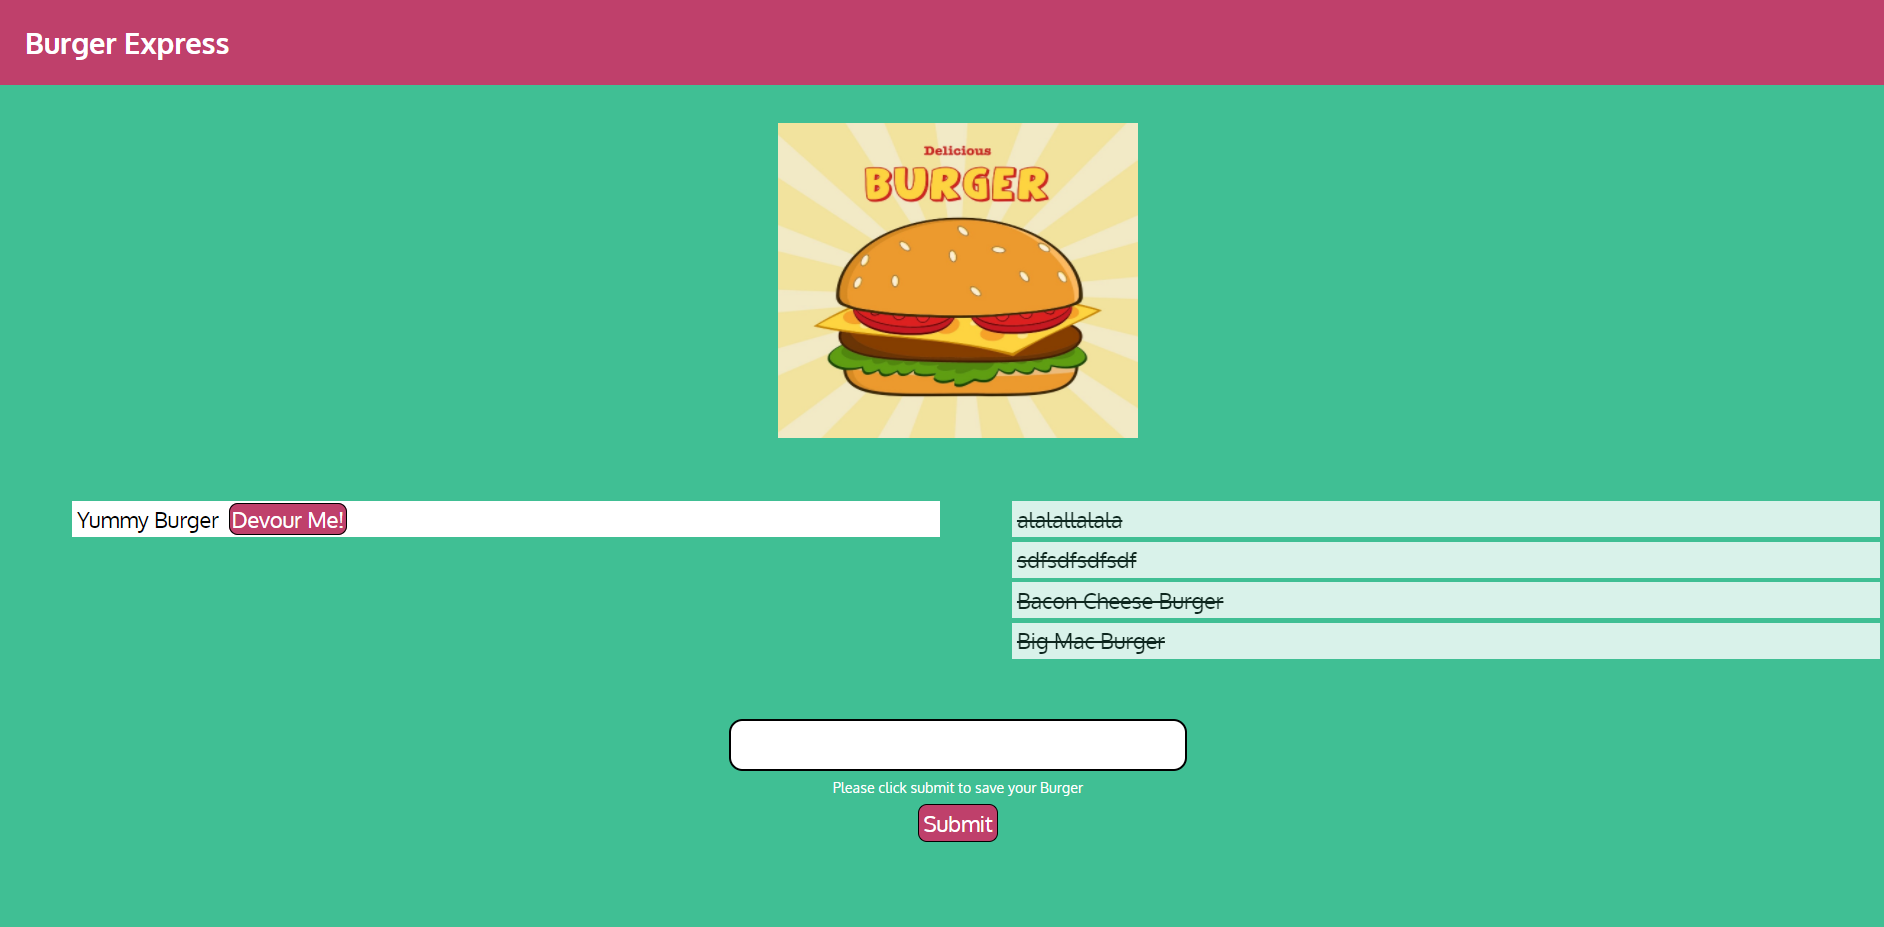 Burger Express
Delicious
BURGER
Yummy Burger Devour Me!
alalallalala
sdfsdfsdfsdf
Bacon Cheese Burger
Big Mac Burger
Please click submit to save your Burger
Submit